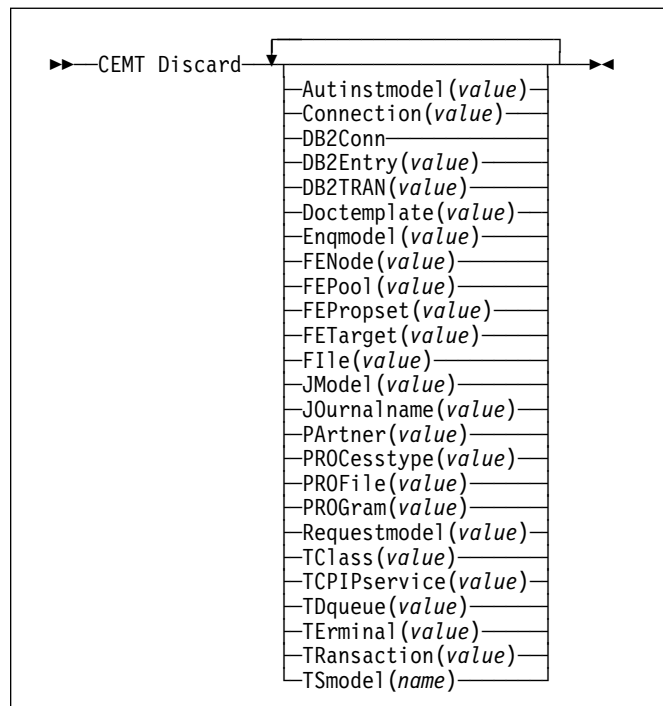 CEMT Discard
Autinstmodel(value)
Connection(value)
DB2Conn
DB2Entry(value)
DB2TRAN(value)
Doctemplate(value)
Enqmodel(value)
FENode(value)
FEPool(value)
FEPropset(value)
FETarget(value)
FIle(value)
JModel(value)
JOurnalname(value)
PArtner(value)
PROCesstype(value)
PROFile(value)
PROGram(value)
Requestmodel(value)
TClass(value)
TCPIPservice(value)
TDqueue(value)
TErminal(value)
TRansaction(value)
TSmodel(name)